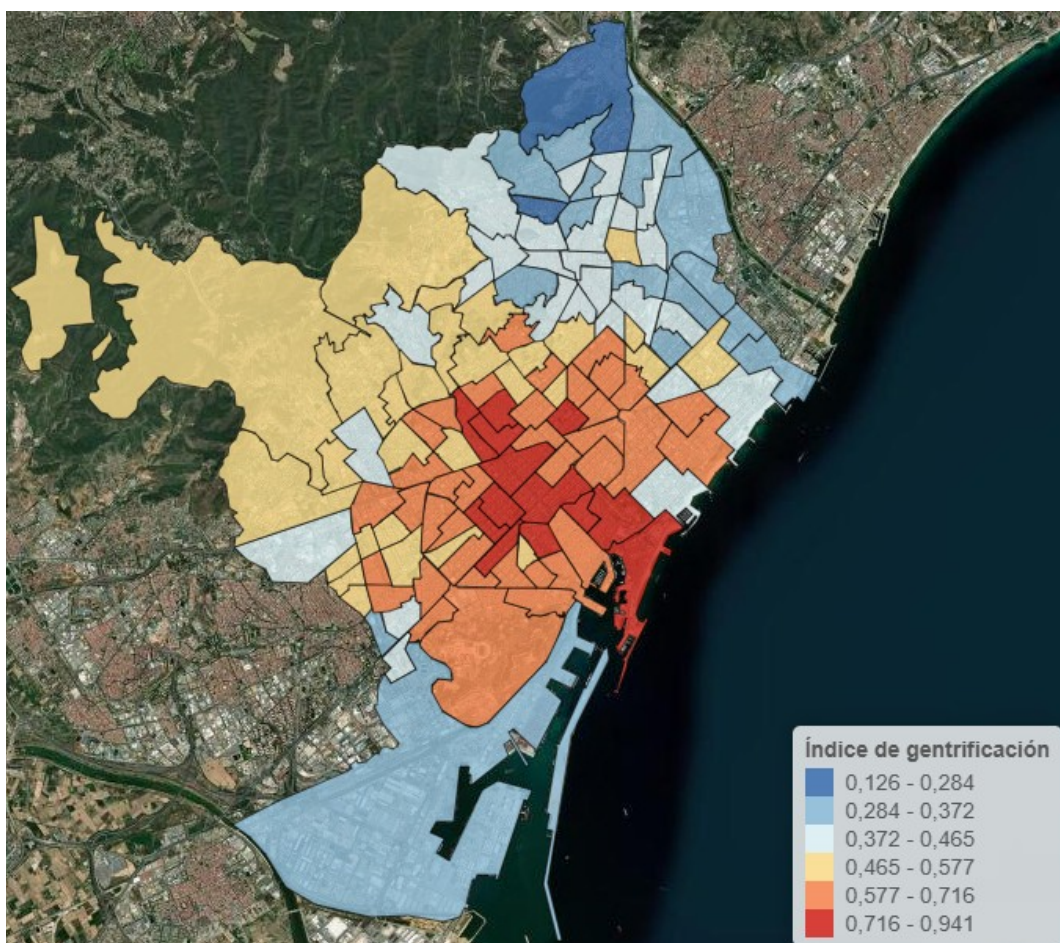 Índice de gentrificación
0,126 - 0,284
0,284 - 0,372
0,372 - 0,465
0,465 - 0,577
0,577 - 0,716
0,716 - 0,941